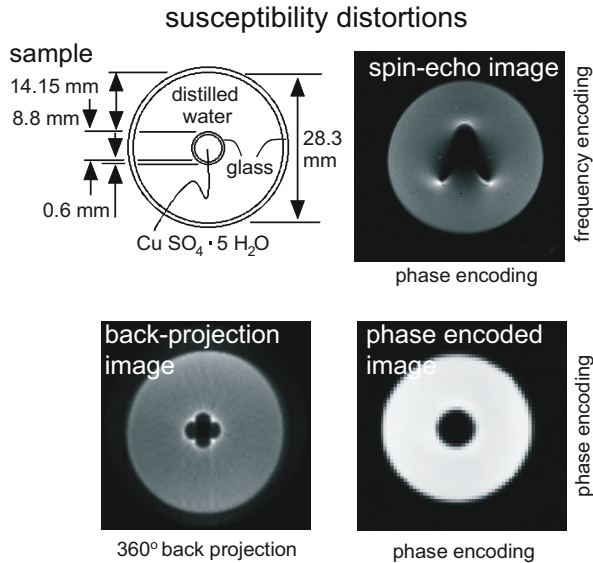 susceptibility distortions
sample
14.15 mm
8.8 mm
0.6 mm
distilled
water
glass
28.3
mm
Cu SO₄ · 5 H₂O
spin-echo image
frequency encoding
phase encoding
back-projection
image
360° back projection
phase encoded
image
phase encoding
phase encoding